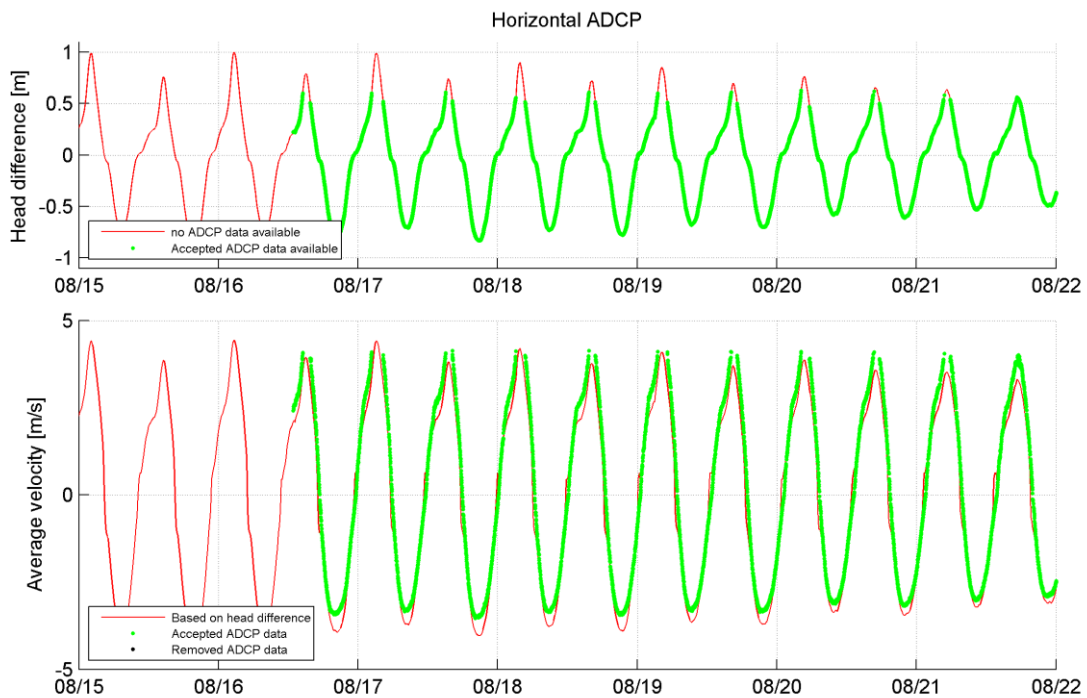 Horizontal ADCP
Head difference [m]
1
0.5
0
-0.5
-1
no ADCP data available
Accepted ADCP data available
08/15 08/16 08/17 08/18 08/19 08/20 08/21 08/22
Average velocity [m/s]
5
0
-5
Based on head difference
Accepted ADCP data
Removed ADCP data
08/15 08/16 08/17 08/18 08/19 08/20 08/21 08/22